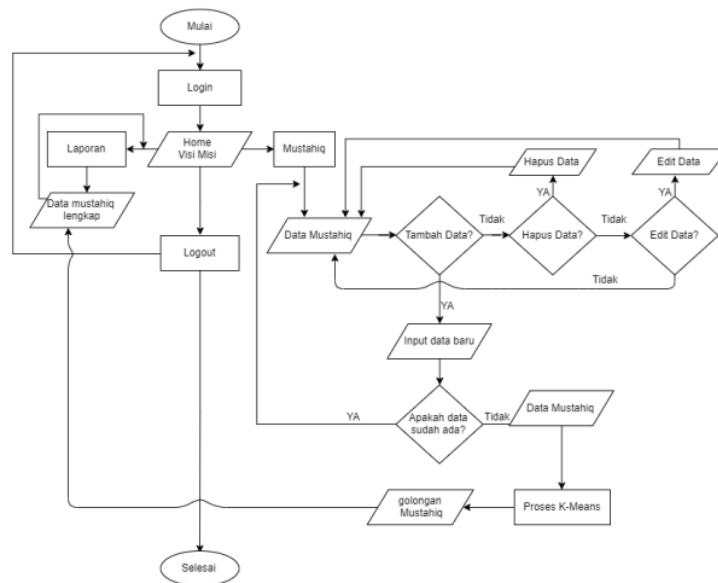 Mulai
Login
Laporan
Home
Visi Misi
Mustahiq
Hapus Data
Edit Data
YA
YA
Data mustahiq
lengkap
Data Mustahiq
Tambah Data?
Tidak
Hapus Data?
Tidak
Edit Data?
Logout
Tidak
YA
Input data baru
YA
Apakah data
sudah ada?
Tidak
Data Mustahiq
golongan
Mustahiq
Proses K-Means
Selesai